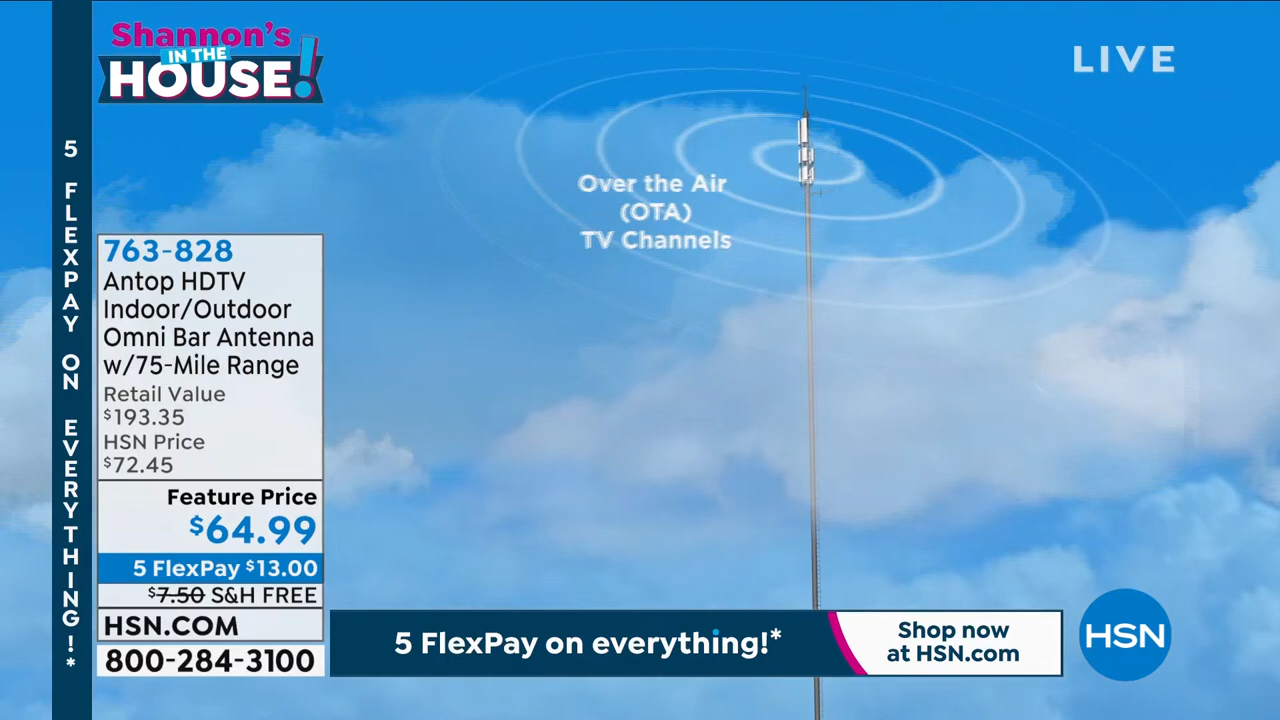 Shannon's
IN THE
HOUSE!
LIVE
5 FLEXPAY ON EVERYTHING!*
Over the Air
(OTA)
TV Channels
763-828
Antop HDTV
Indoor/Outdoor
Omni Bar Antenna
w/75-Mile Range
Retail Value
$193.35
HSN Price
$72.45
Feature Price
$64.99
5 FlexPay $13.00
$7.50 S&H FREE
HSN.COM
800-284-3100
5 FlexPay on everything!*
Shop now
at HSN.com
HSN